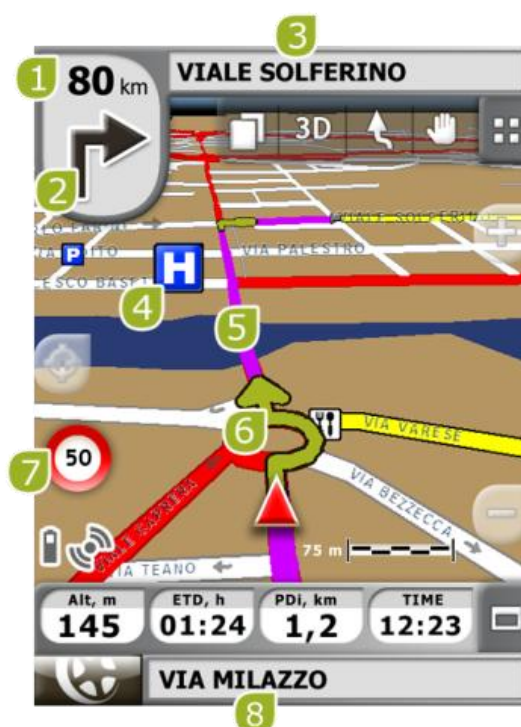 3
1
80 km
VIALE SOLFERINO
3D
2
VIALE SOLFERINO
P
VIA PALESTRO
H
4
5
6
VIA VARESE
7
50
VIA BEZZECCA
75 m
VIA TEANO
Alt, m
145
ETD, h
01:24
PDi, km
1,2
TIME
12:23
VIA MILAZZO
8